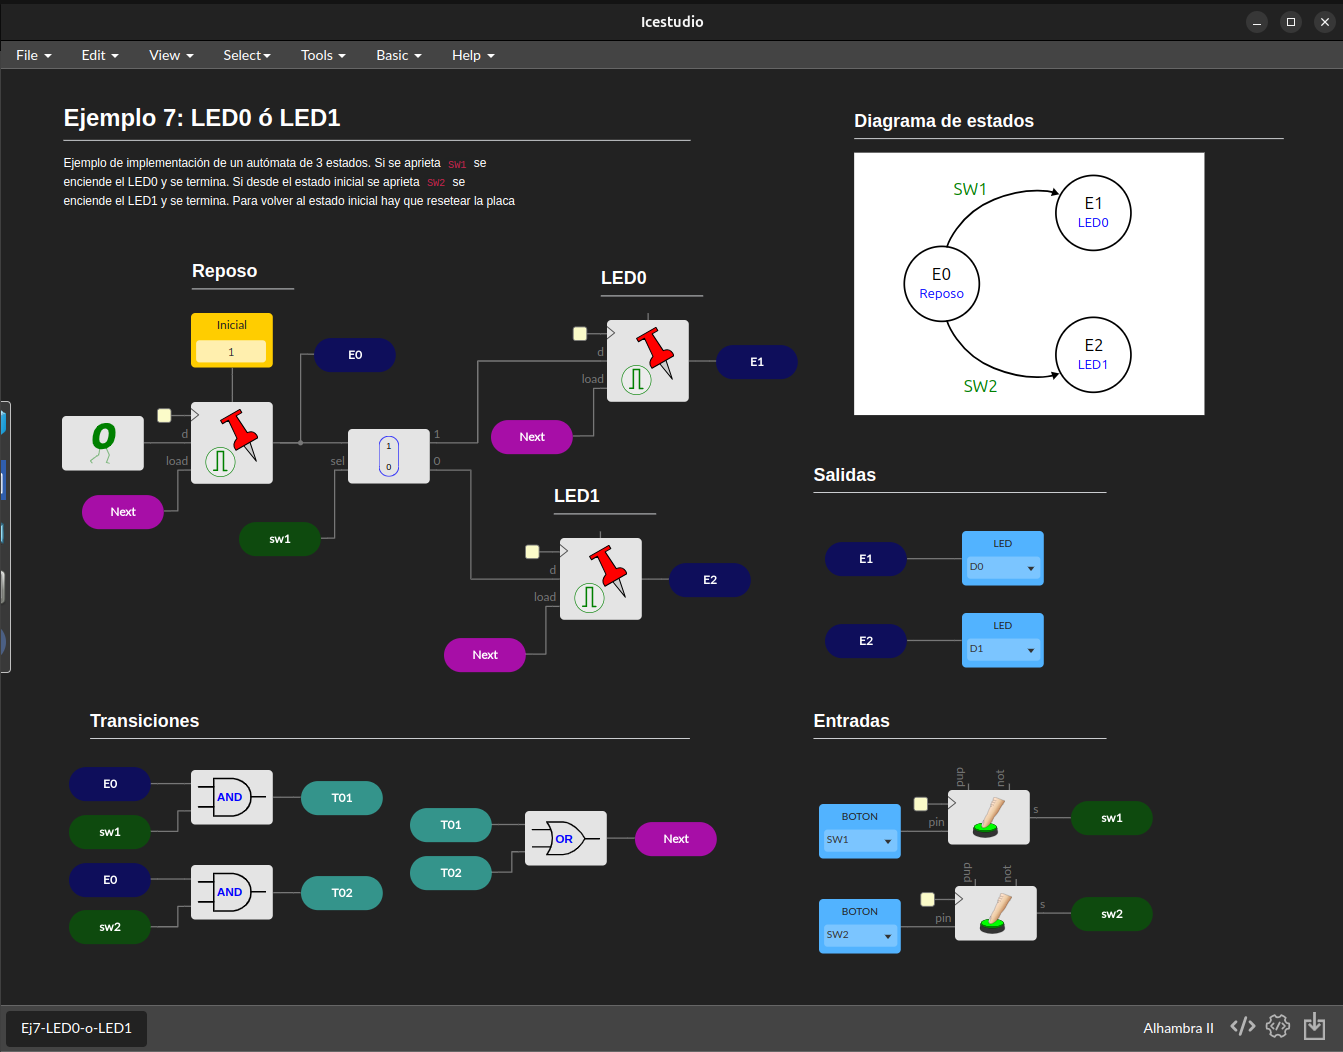 Icestudio
File
Edit
View
Select
Tools
Basic
Help
Ejemplo 7: LED0 ó LED1
Ejemplo de implementación de un autómata de 3 estados. Si se aprieta SW1 se
enciende el LED0 y se termina. Si desde el estado inicial se aprieta SW2 se
enciende el LED1 y se termina. Para volver al estado inicial hay que resetear la placa
Diagrama de estados
SW1
E1
LED0
E0
Reposo
E2
LED1
SW2
Reposo
Inicial
1
E0
0
d
load
Next
sel
1
0
1
0
sw1
LED0
d
load
E1
Next
LED1
d
load
E2
Next
Salidas
E1
LED
D0
E2
LED
D1
Transiciones
E0
sw1
AND
T01
E0
sw2
AND
T02
T01
T02
OR
Next
Entradas
BOTON
SW1
pin
pup
not
s
sw1
BOTON
SW2
pin
pup
not
s
sw2
Ej7-LED0-o-LED1
Alhambra II